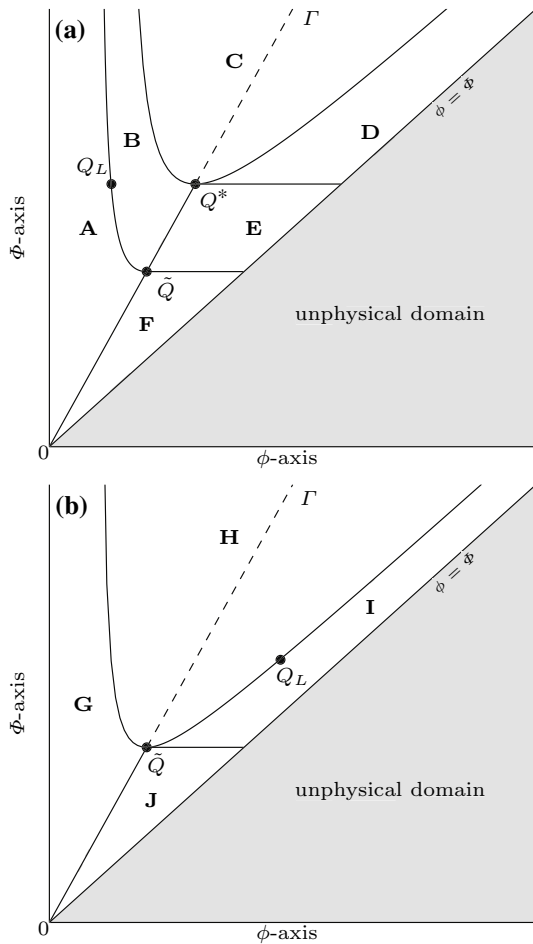 (a)
Γ
C
ϕ = Φ
B
D
Q_L
Q*
A
E
Φ-axis
Q̃
F
unphysical domain
0
ϕ-axis
(b)
Γ
H
ϕ = Φ
I
Q_L
G
Φ-axis
Q̃
J
unphysical domain
0
ϕ-axis